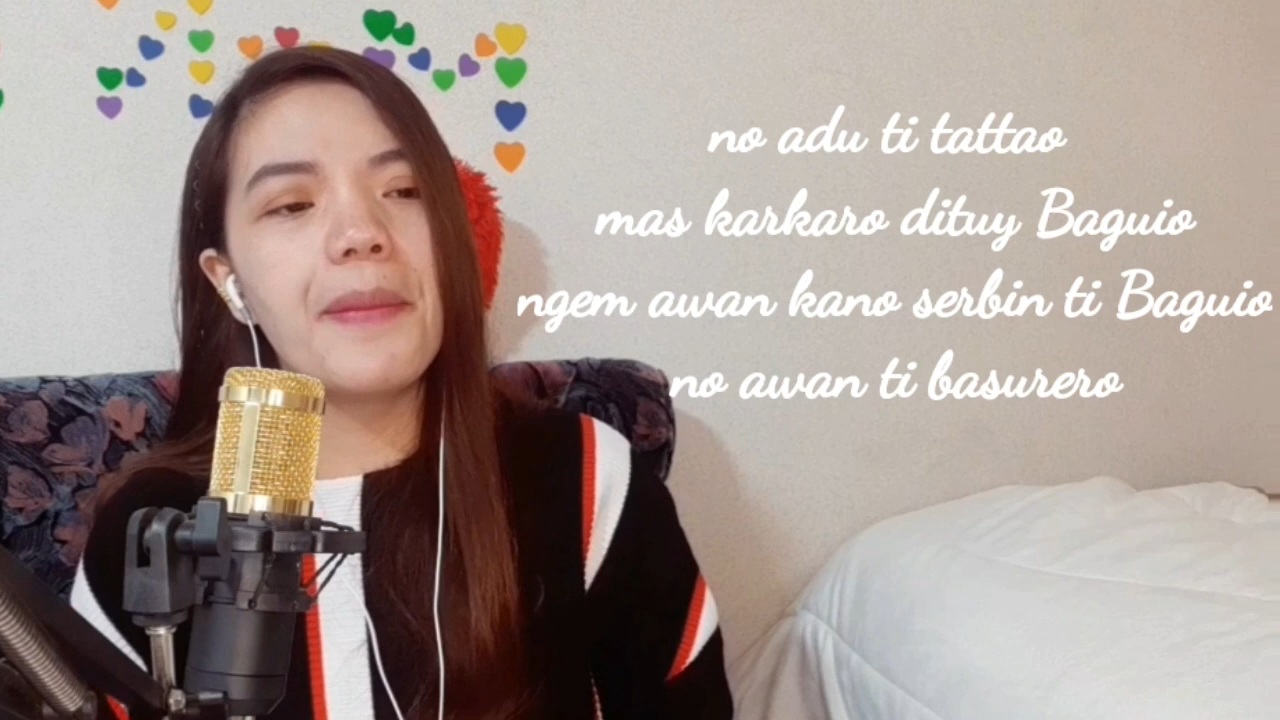 no adu ti tattao
mas karkaro dituy Baguio
ngem awan kano serbin ti Baguio
no awan ti basurero